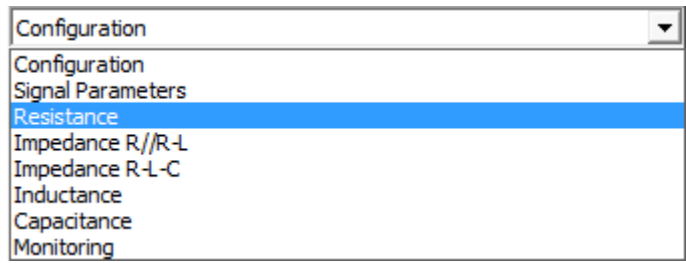 Configuration
Configuration
Signal Parameters
Resistance
Impedance R//R-L
Impedance R-L-C
Inductance
Capacitance
Monitoring